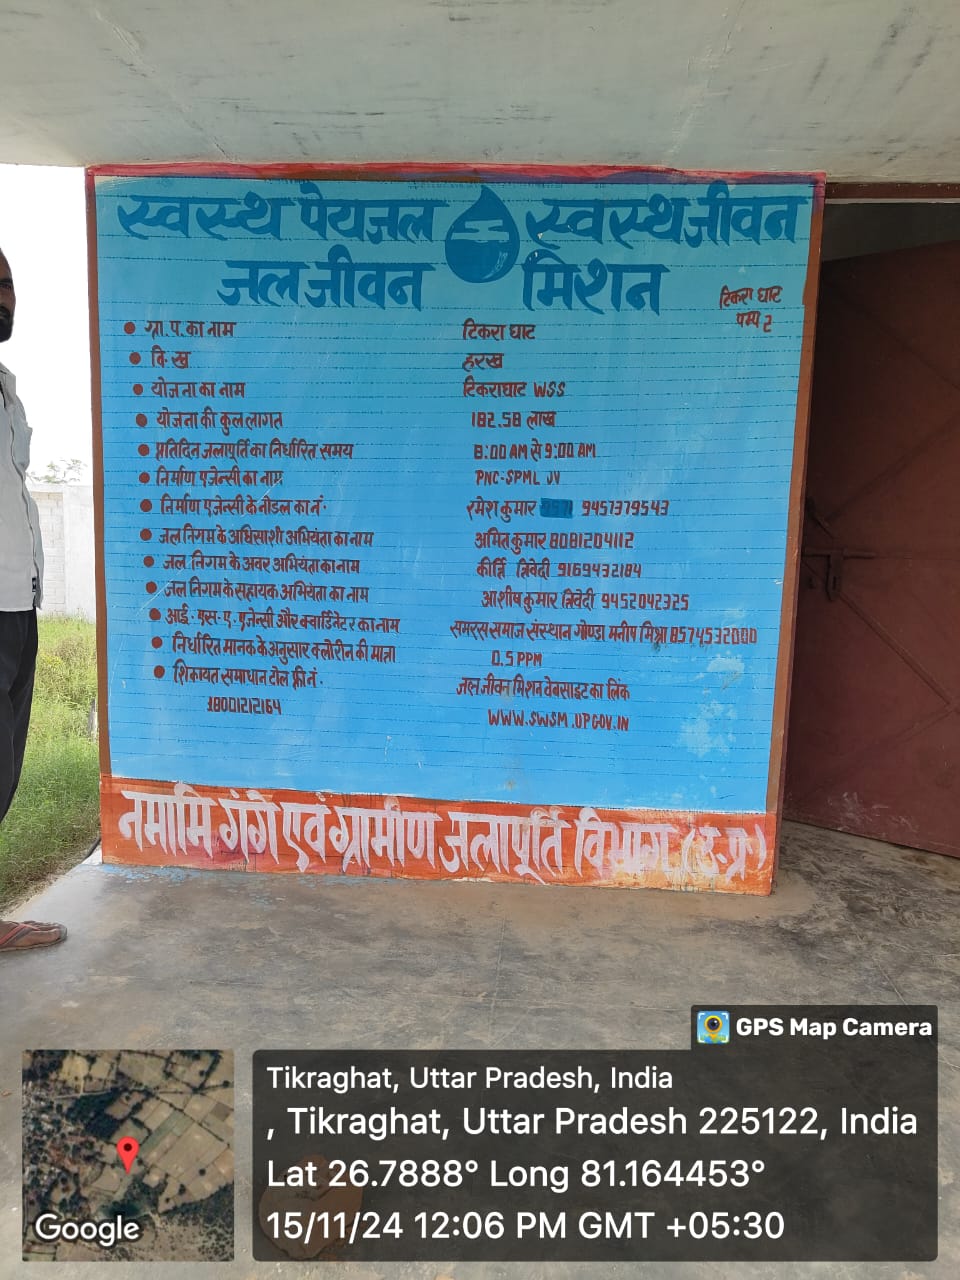 स्वस्थ पेयजल स्वस्थ जीवन
जल जीवन मिशन
टिकरा घाट
पम्प 2
ग्रा.प.का नाम टिकरा घाट
वि.ख हरख
योजना का नाम टिकराघाट WSS
योजना की कुल लागत 182.58 लाख
प्रतिदिन जलापूर्ति का निर्धारित समय 8:00 AM से 9:00 AM
निर्माण एजेन्सी का नाम PNC-SPML JV
निर्माण एजेन्सी के नोडल का नं. रमेश कुमार 9457379543
जल निगम के अधिसाशी अभियंता का नाम अमित कुमार 8081204112
जल निगम के अवर अभियंता का नाम कीर्ति त्रिवेदी 9169432184
जल निगम के सहायक अभियंता का नाम आशीष कुमार त्रिवेदी 9452042325
आई.एस.ए.एजेन्सी और क्वार्डिनेटर का नाम समरस समाज संस्थान गोण्डा मनीष मिश्रा 8574532000
निर्धारित मानक के अनुसार क्लोरीन की मात्रा 0.5 PPM
शिकायत समाधान टोल फ्री नं. जल जीवन मिशन वेबसाइट का लिंक
18001212164 WWW.SWSM.UPGOV.IN
नमामि गंगे एवं ग्रामीण जलापूर्ति विभाग (उ.प्र)
GPS Map Camera
Tikraghat, Uttar Pradesh, India
, Tikraghat, Uttar Pradesh 225122, India
Lat 26.7888° Long 81.164453°
15/11/24 12:06 PM GMT +05:30
Google